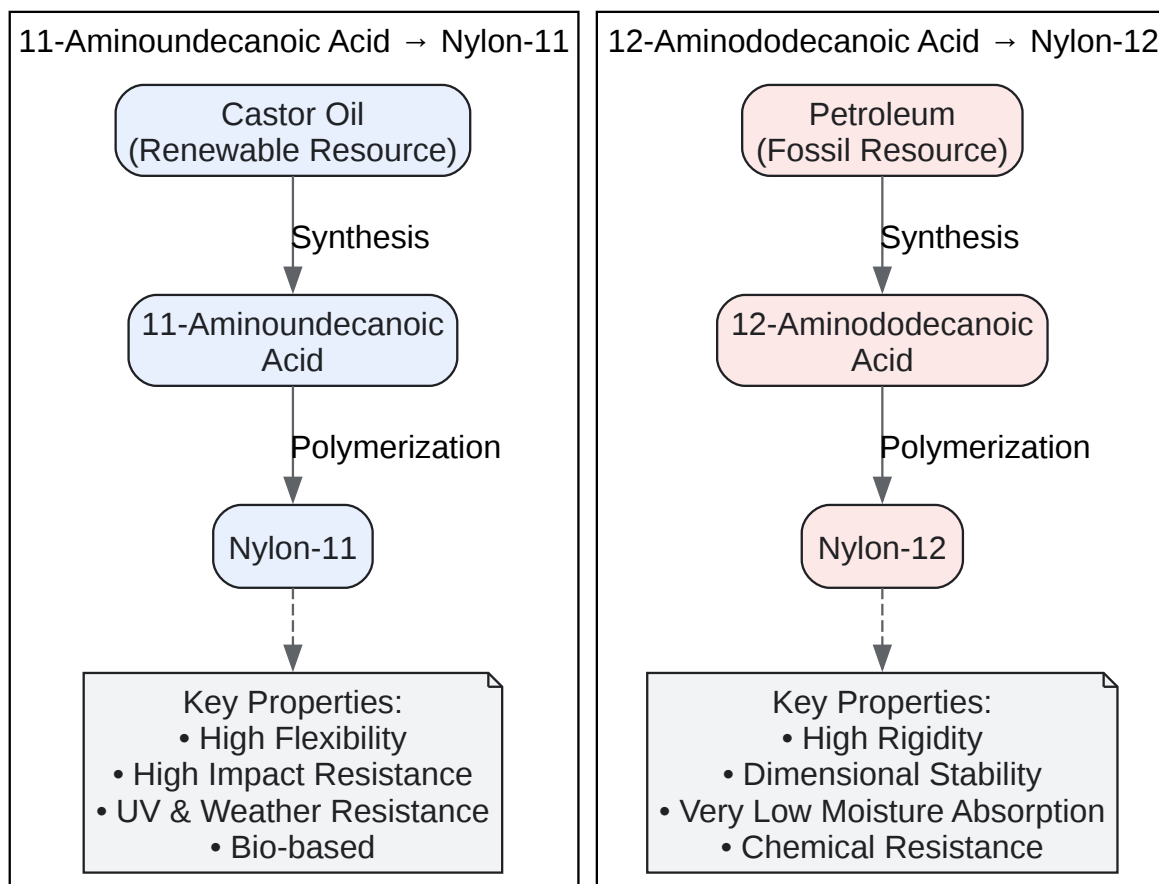 11-Aminoundecanoic Acid → Nylon-11
Castor Oil
(Renewable Resource)
Synthesis
11-Aminoundecanoic
Acid
Polymerization
Nylon-11
Key Properties:
• High Flexibility
• High Impact Resistance
• UV & Weather Resistance
• Bio-based
12-Aminododecanoic Acid → Nylon-12
Petroleum
(Fossil Resource)
Synthesis
12-Aminododecanoic
Acid
Polymerization
Nylon-12
Key Properties:
• High Rigidity
• Dimensional Stability
• Very Low Moisture Absorption
• Chemical Resistance